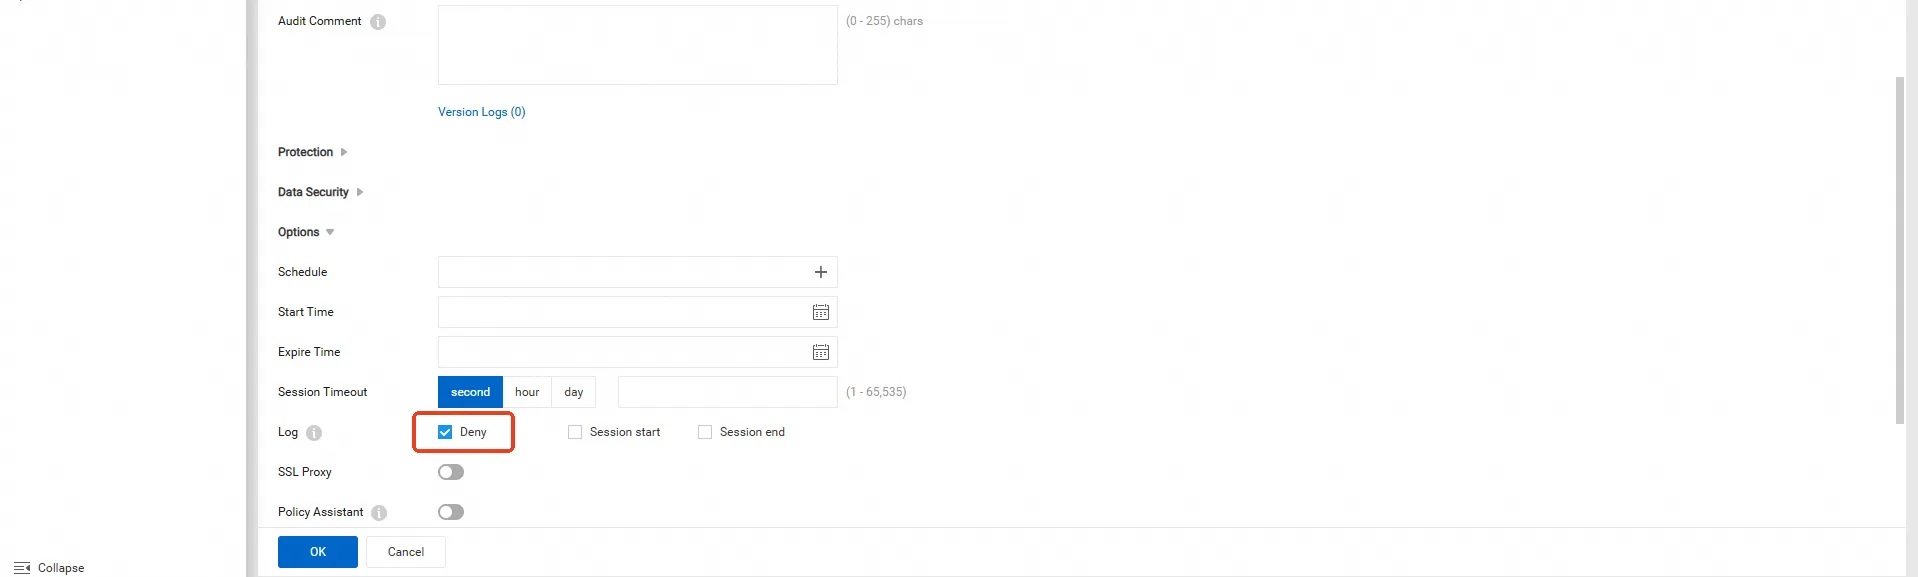 Audit Comment
(0 - 255) chars
Version Logs (0)
Protection
Data Security
Options
Schedule
Start Time
Expire Time
Session Timeout second hour day (1 - 65,535)
Log Deny Session start Session end
SSL Proxy
Policy Assistant
OK Cancel
Collapse